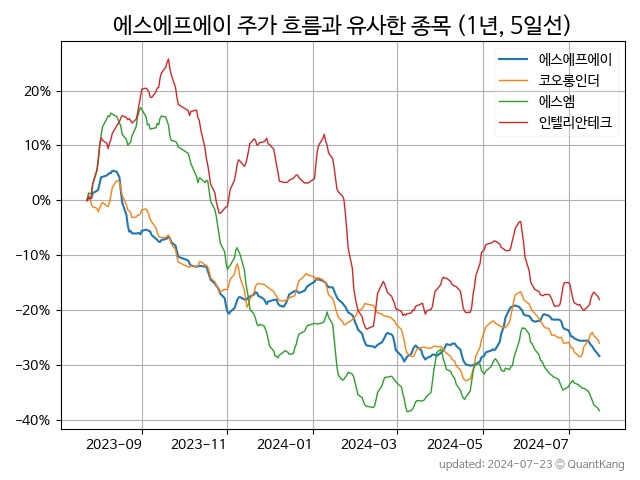 에스에프에이 주가 흐름과 유사한 종목 (1년, 5일선)
에스에프에이
코오롱인더
에스엠
인텔리안테크
20%
10%
0%
−10%
−20%
−30%
−40%
2023-09 2023-11 2024-01 2024-03 2024-05 2024-07
updated: 2024-07-23 © QuantKang